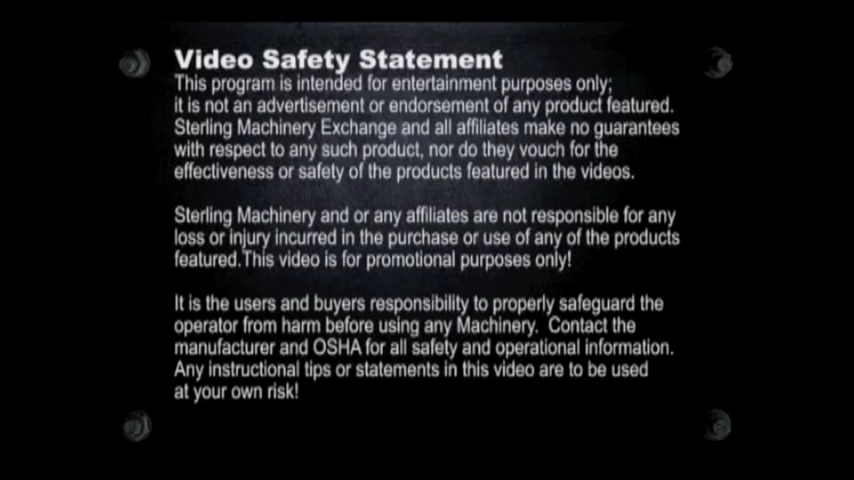 Video Safety Statement
This program is intended for entertainment purposes only;
it is not an advertisement or endorsement of any product featured.
Sterling Machinery Exchange and all affiliates make no guarantees
with respect to any such product, nor do they vouch for the
effectiveness or safety of the products featured in the videos.
Sterling Machinery and or any affiliates are not responsible for any
loss or injury incurred in the purchase or use of any of the products
featured.This video is for promotional purposes only!
It is the users and buyers responsibility to properly safeguard the
operator from harm before using any Machinery.  Contact the
manufacturer and OSHA for all safety and operational information.
Any instructional tips or statements in this video are to be used
at your own risk!